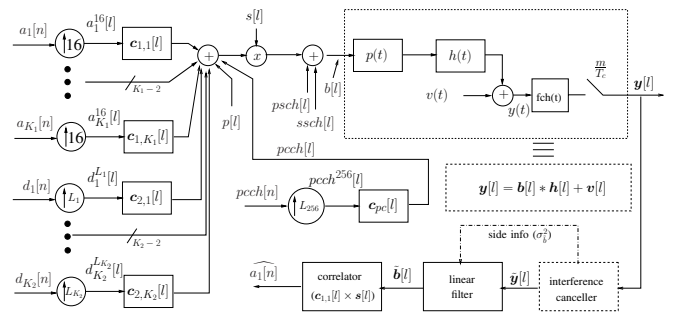 a_1[n]
↑16
a_1^{16}[l]
c_{1,1}[l]
K_1 − 2
a_{K_1}[n]
↑16
a_{K_1}^{16}[l]
c_{1,K_1}[l]
d_1[n]
↑L_1
d_1^{L_1}[l]
c_{2,1}[l]
K_2 − 2
d_{K_2}[n]
↑L_{K_2}
d_{K_2}^{L_{K_2}}[l]
c_{2,K_2}[l]
+
p[l]
s[l]
x
+
psch[l]
ssch[l]
b[l]
pcch[l]
pcch[n]
↑L_{256}
pcch^{256}[l]
c_{pc}[l]
p(t)
h(t)
v(t)
+
y(t)
fch(t)
m/T_c
y[l]
y[l] = b[l] ∗ h[l] + v[l]
side info (σ_b^2)
interference
canceller
ỹ[l]
linear
filter
b̃[l]
correlator
(c_{1,1}[l] × s[l])
\widehat{a_1[n]}